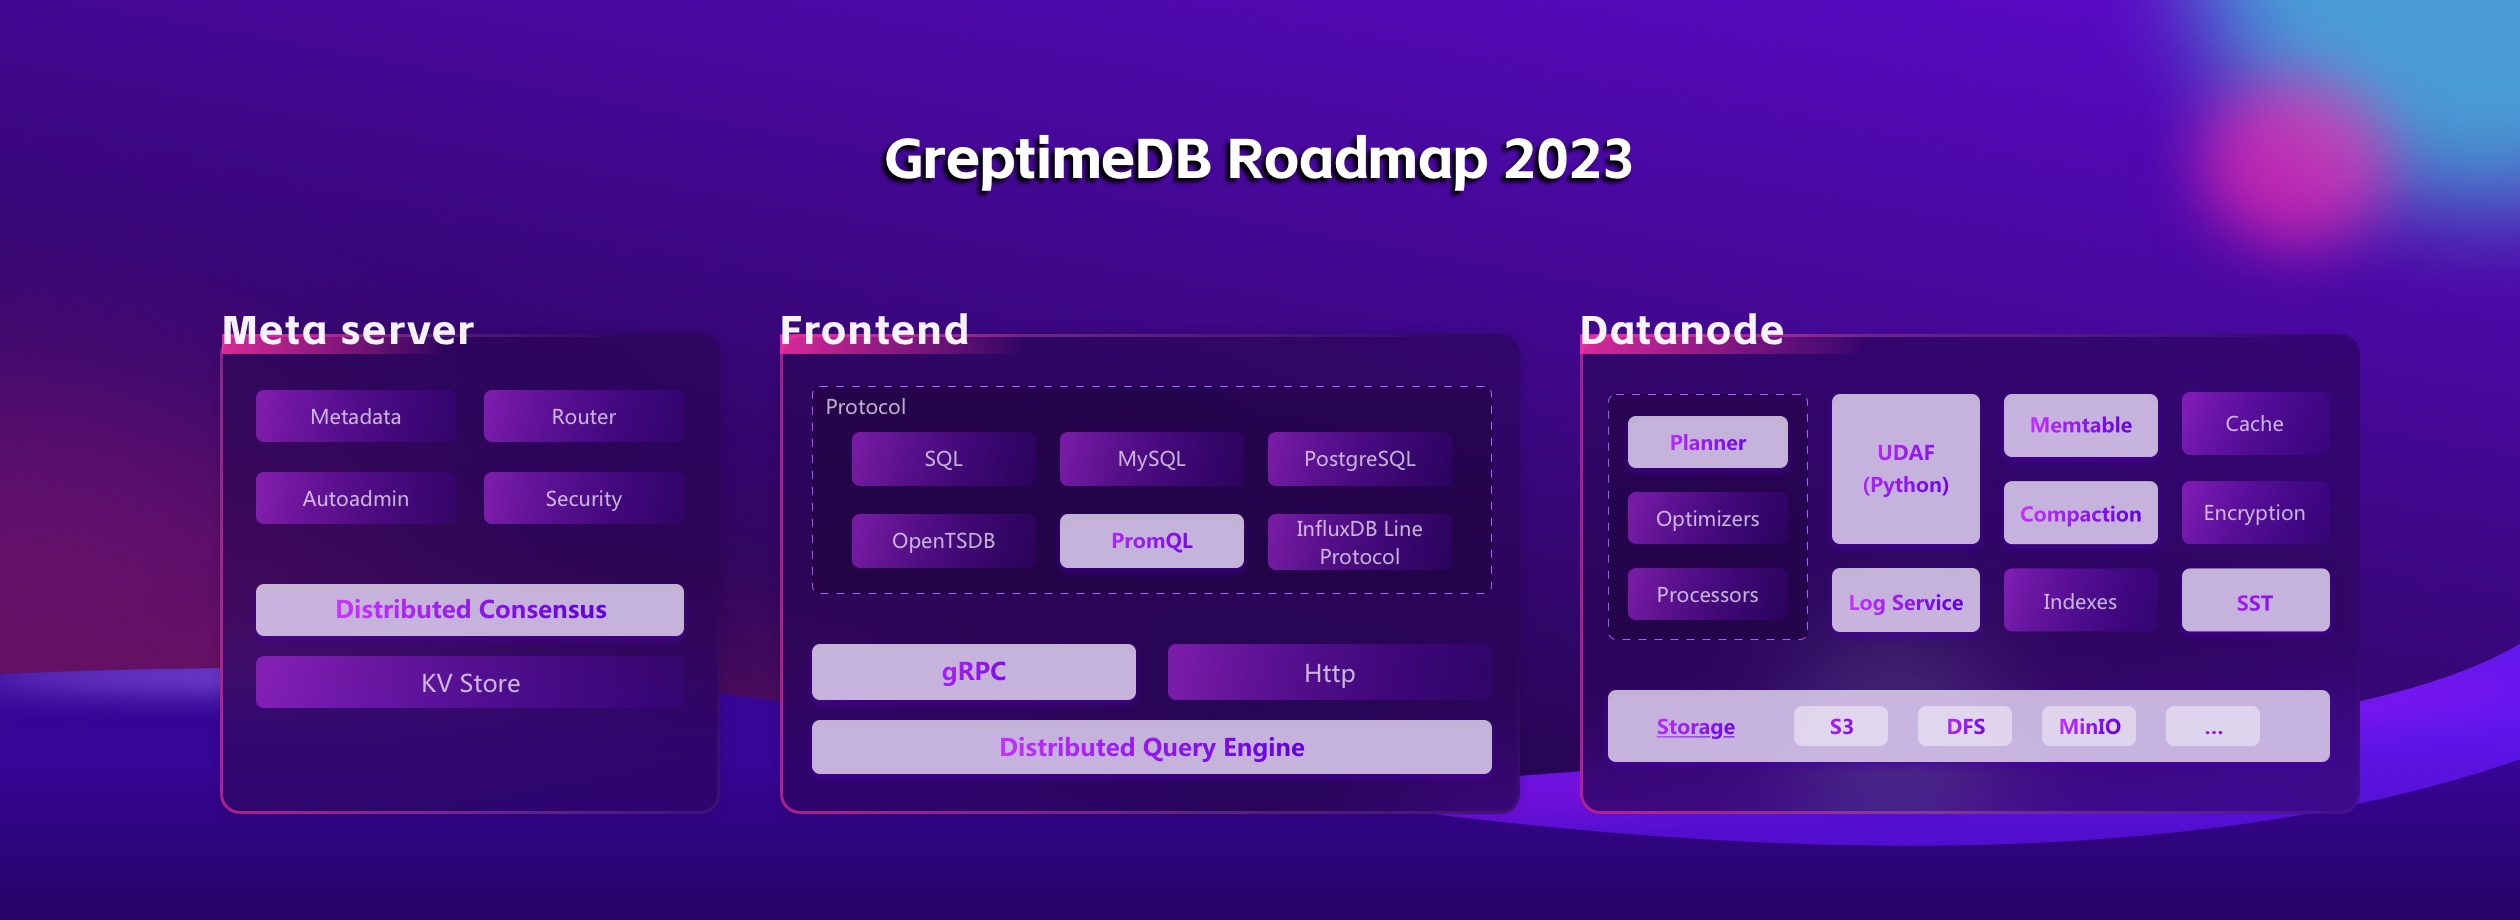 GreptimeDB Roadmap 2023
Meta server
Metadata
Router
Autoadmin
Security
Distributed Consensus
KV Store
Frontend
Protocol
SQL
MySQL
PostgreSQL
OpenTSDB
PromQL
InfluxDB Line
Protocol
gRPC
Http
Distributed Query Engine
Datanode
Planner
Optimizers
Processors
UDAF
(Python)
Log Service
Memtable
Compaction
Indexes
Cache
Encryption
SST
Storage
S3
DFS
MinIO
...